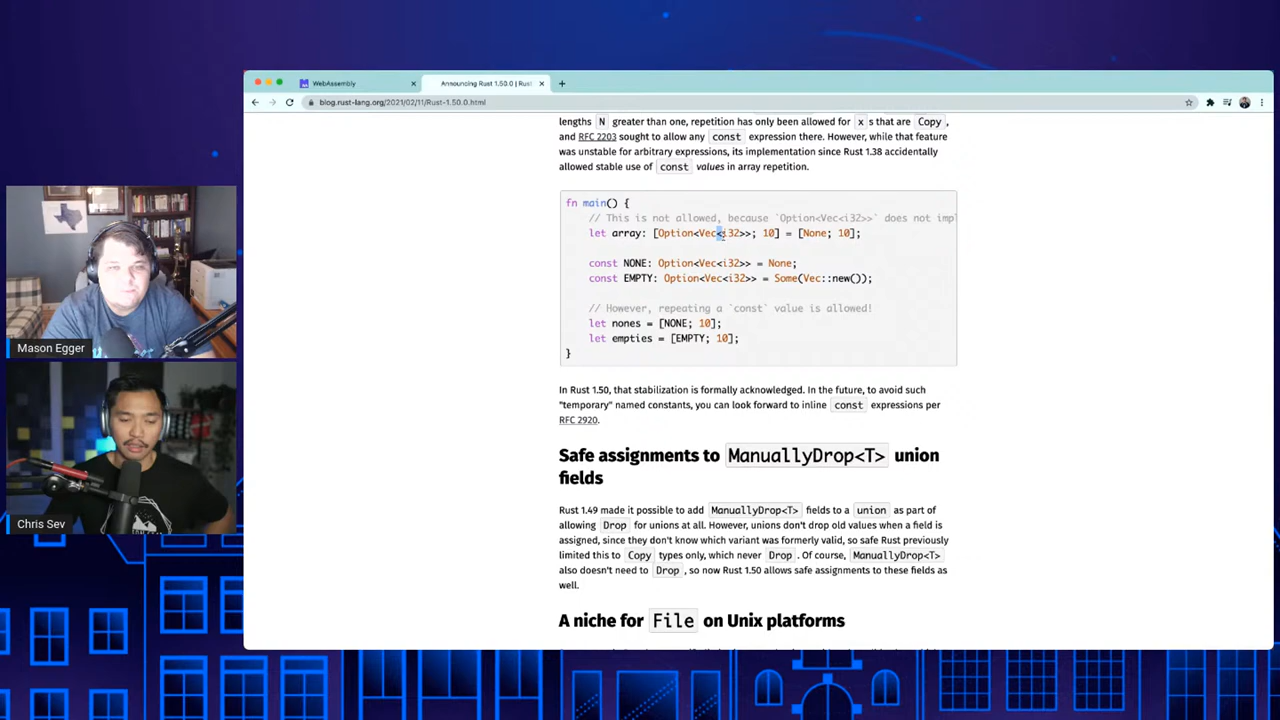 WebAssembly
Announcing Rust 1.50.0 | Rust
blog.rust-lang.org/2021/02/11/Rust-1.50.0.html
lengths N greater than one, repetition has only been allowed for x s that are Copy ,
and RFC 2203 sought to allow any const expression there. However, while that feature
was unstable for arbitrary expressions, its implementation since Rust 1.38 accidentally
allowed stable use of const values in array repetition.
fn main() {
// This is not allowed, because `Option<Vec<i32>>` does not impl
let array: [Option<Vec<i32>>; 10] = [None; 10];
const NONE: Option<Vec<i32>> = None;
const EMPTY: Option<Vec<i32>> = Some(Vec::new());
// However, repeating a `const` value is allowed!
let nones = [NONE; 10];
let empties = [EMPTY; 10];
}
In Rust 1.50, that stabilization is formally acknowledged. In the future, to avoid such
"temporary" named constants, you can look forward to inline const expressions per
RFC 2920.
Safe assignments to ManuallyDrop<T> union
fields
Rust 1.49 made it possible to add ManuallyDrop<T> fields to a union as part of
allowing Drop for unions at all. However, unions don't drop old values when a field is
assigned, since they don't know which variant was formerly valid, so safe Rust previously
limited this to Copy types only, which never Drop . Of course, ManuallyDrop<T>
also doesn't need to Drop , so now Rust 1.50 allows safe assignments to these fields as
well.
A niche for File on Unix platforms
Mason Egger
Chris Sev